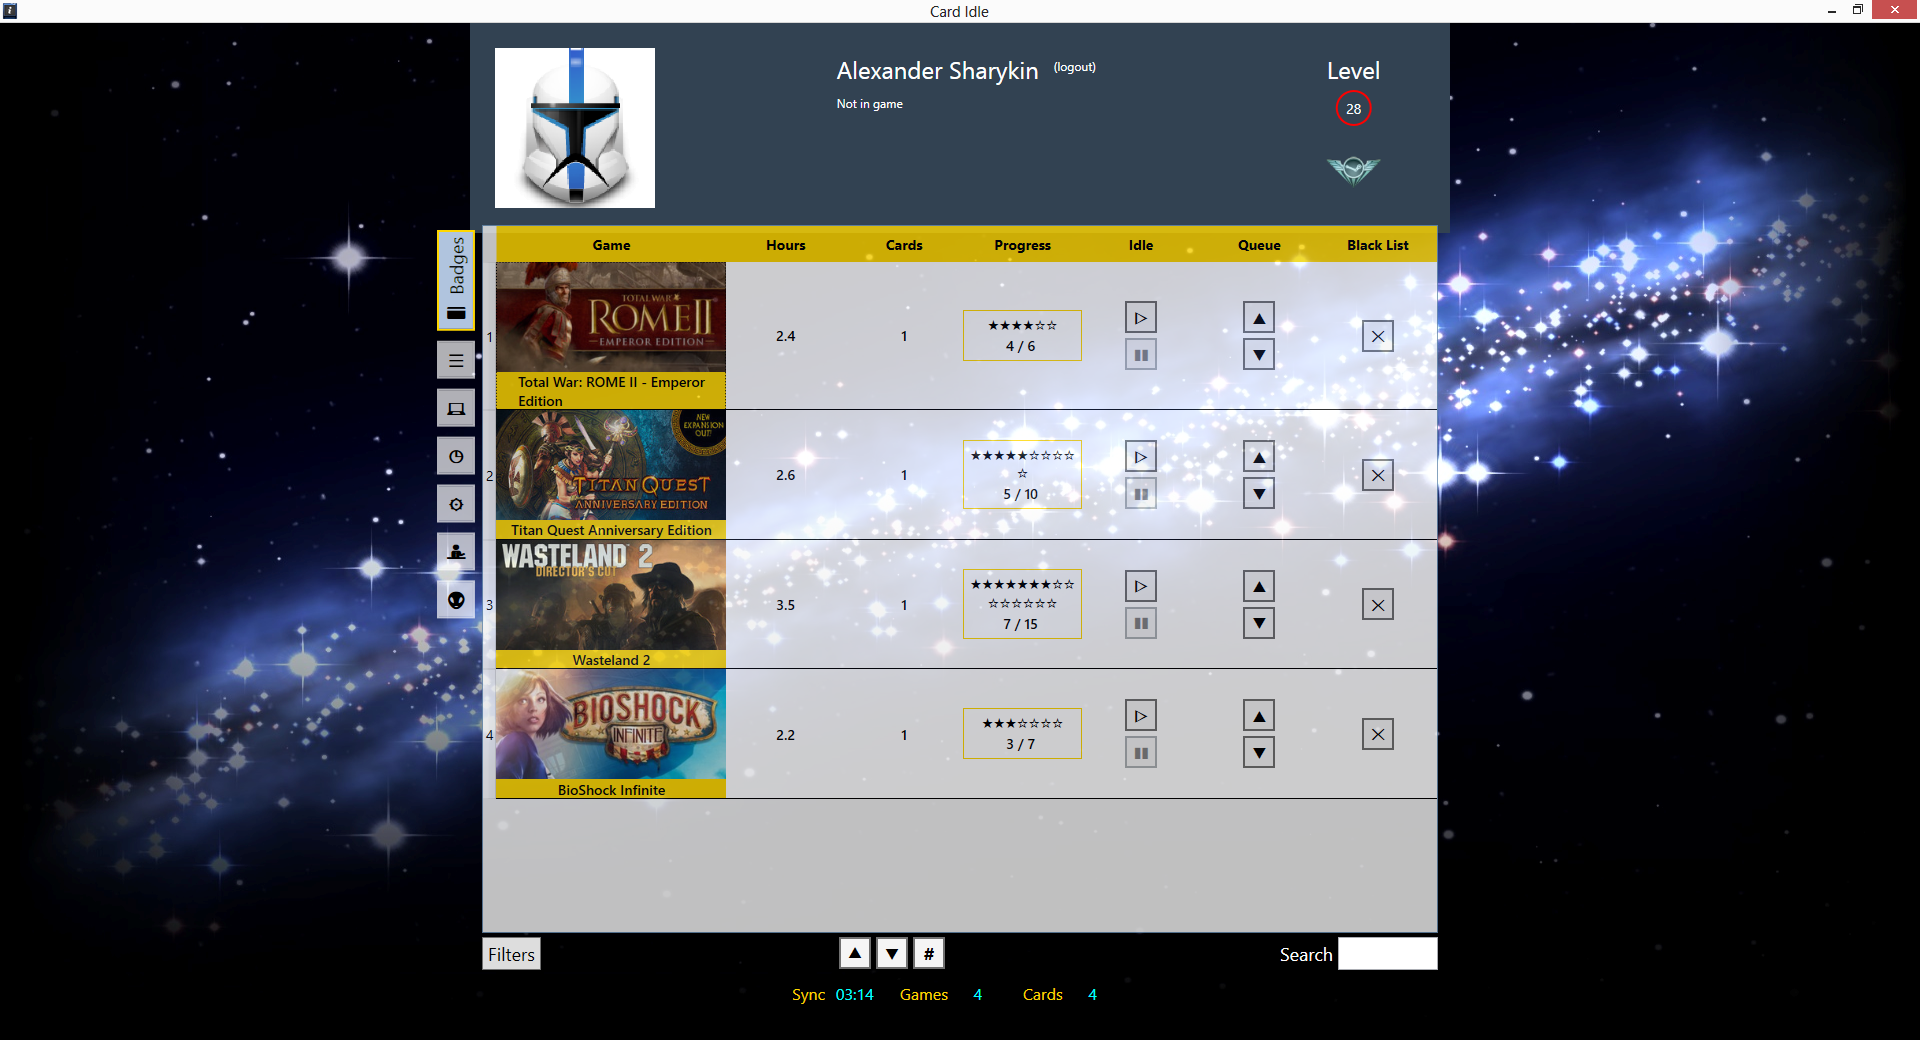 Card Idle
Alexander Sharykin (logout)
Not in game
Level
28
Badges
Game Hours Cards Progress Idle Queue Black List
1
TOTAL WAR
ROME II
EMPEROR EDITION
Total War: ROME II - Emperor
Edition
2.4
1
★★★★☆☆
4 / 6
2
NEW
EXPANSION
OUT!
TITAN QUEST
ANNIVERSARY EDITION
Titan Quest Anniversary Edition
2.6
1
★★★★★☆☆☆☆
☆
5 / 10
3
WASTELAND 2
DIRECTOR'S CUT
Wasteland 2
3.5
1
★★★★★★★☆☆
☆☆☆☆☆☆
7 / 15
4
BIOSHOCK
INFINITE
BioShock Infinite
2.2
1
★★★☆☆☆☆
3 / 7
Filters
#
Search
Sync 03:14 Games 4 Cards 4